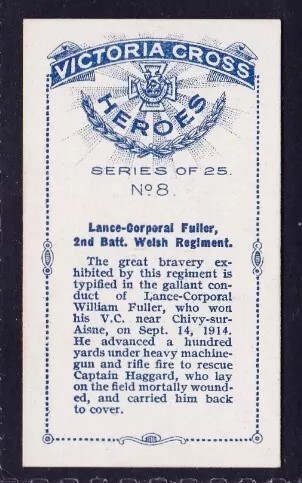 VICTORIA CROSS
HEROES
SERIES OF 25.
No 8.
Lance-Corporal Fuller,
2nd Batt. Welsh Regiment.
The great bravery ex-
hibited by this regiment is
typified in the gallant con-
duct of Lance-Corporal
William Fuller, who won
his V.C. near Chivy-sur-
Aisne, on Sept. 14, 1914.
He advanced a hundred
yards under heavy machine-
gun and rifle fire to rescue
Captain Haggard, who lay
on the field mortally wound-
ed, and carried him back
to cover.